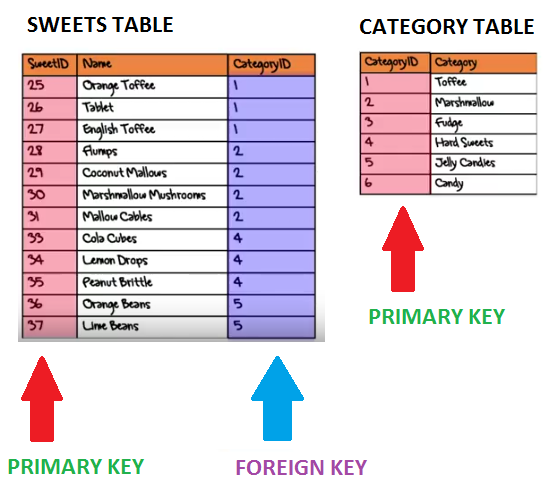 SWEETS TABLE
CATEGORY TABLE
SweetID Name CategoryID
25 Orange Toffee 1
26 Tablet 1
27 English Toffee 1
28 Flumps 2
29 Coconut Mallows 2
30 Marshmallow Mushrooms 2
31 Mallow Cables 2
33 Cola Cubes 4
34 Lemon Drops 4
35 Peanut Brittle 4
36 Orange Beans 5
37 Lime Beans 5
CategoryID Category
1 Toffee
2 Marshmallow
3 Fudge
4 Hard Sweets
5 Jelly Candies
6 Candy
PRIMARY KEY
PRIMARY KEY
FOREIGN KEY